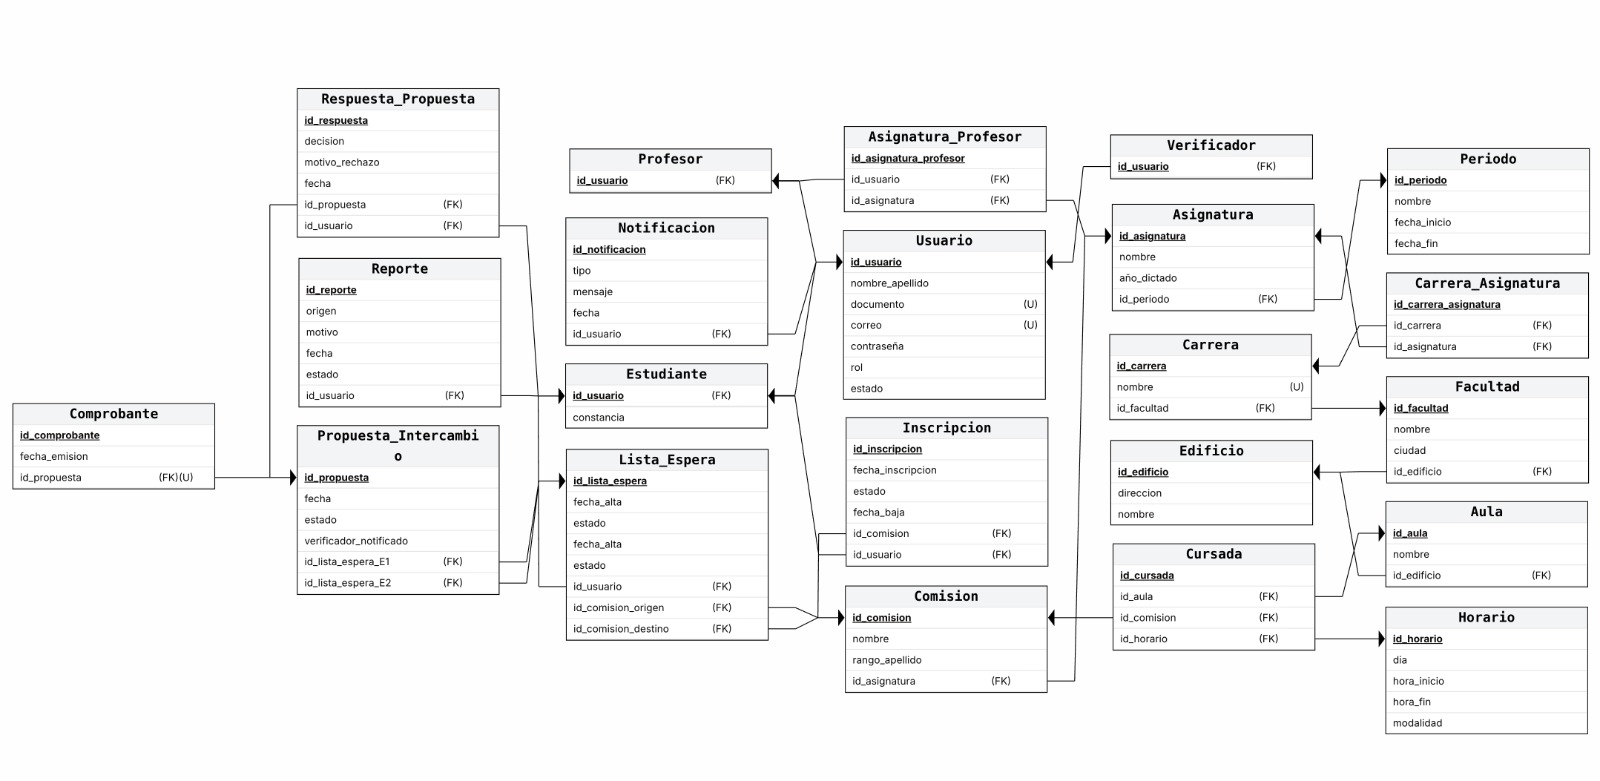 Respuesta_Propuesta
id_respuesta
decision
motivo_rechazo
fecha
id_propuesta (FK)
id_usuario (FK)
Reporte
id_reporte
origen
motivo
fecha
estado
id_usuario (FK)
Comprobante
id_comprobante
fecha_emision
id_propuesta (FK)(U)
Propuesta_Intercambi
o
id_propuesta
fecha
estado
verificador_notificado
id_lista_espera_E1 (FK)
id_lista_espera_E2 (FK)
Profesor
id_usuario (FK)
Notificacion
id_notificacion
tipo
mensaje
fecha
id_usuario (FK)
Estudiante
id_usuario (FK)
constancia
Lista_Espera
id_lista_espera
fecha_alta
estado
fecha_alta
estado
id_usuario (FK)
id_comision_origen (FK)
id_comision_destino (FK)
Asignatura_Profesor
id_asignatura_profesor
id_usuario (FK)
id_asignatura (FK)
Usuario
id_usuario
nombre_apellido
documento (U)
correo (U)
contraseña
rol
estado
Inscripcion
id_inscripcion
fecha_inscripcion
estado
fecha_baja
id_comision (FK)
id_usuario (FK)
Comision
id_comision
nombre
rango_apellido
id_asignatura (FK)
Verificador
id_usuario (FK)
Asignatura
id_asignatura
nombre
año_dictado
id_periodo (FK)
Carrera
id_carrera
nombre (U)
id_facultad (FK)
Edificio
id_edificio
direccion
nombre
Cursada
id_cursada
id_aula (FK)
id_comision (FK)
id_horario (FK)
Periodo
id_periodo
nombre
fecha_inicio
fecha_fin
Carrera_Asignatura
id_carrera_asignatura
id_carrera (FK)
id_asignatura (FK)
Facultad
id_facultad
nombre
ciudad
id_edificio (FK)
Aula
id_aula
nombre
id_edificio (FK)
Horario
id_horario
dia
hora_inicio
hora_fin
modalidad